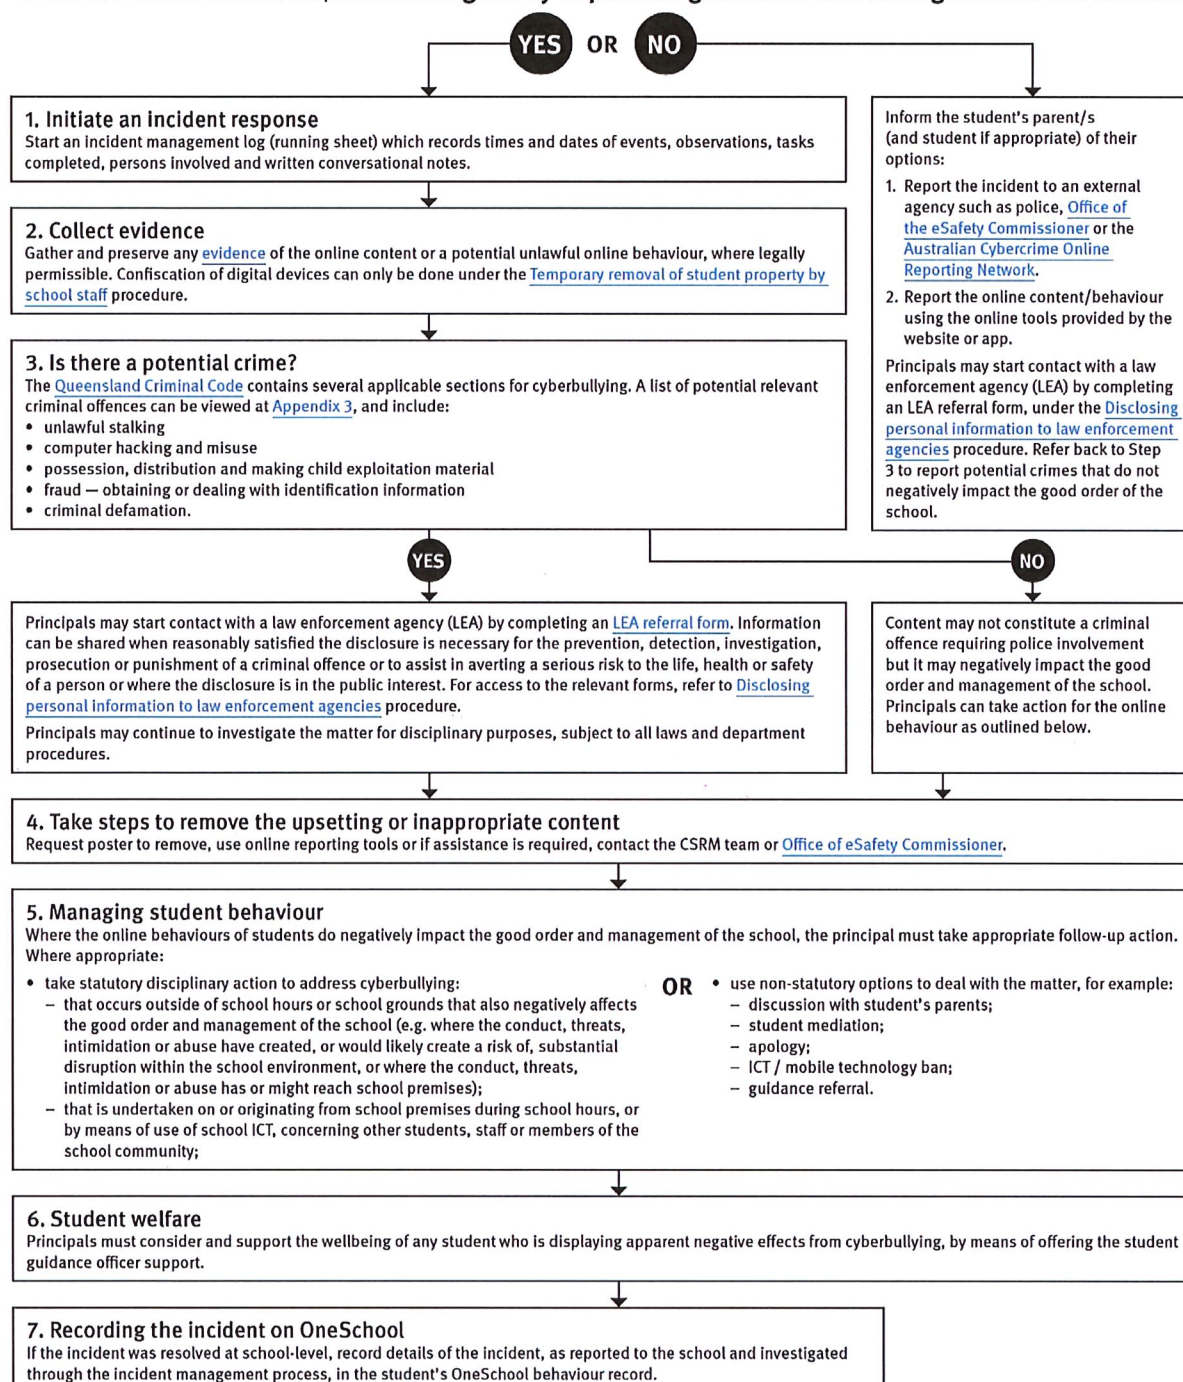 YES OR NO
1. Initiate an incident response
Start an incident management log (running sheet) which records times and dates of events, observations, tasks
completed, persons involved and written conversational notes.
2. Collect evidence
Gather and preserve any evidence of the online content or a potential unlawful online behaviour, where legally
permissible. Confiscation of digital devices can only be done under the Temporary removal of student property by
school staff procedure.
3. Is there a potential crime?
The Queensland Criminal Code contains several applicable sections for cyberbullying. A list of potential relevant
criminal offences can be viewed at Appendix 3, and include:
• unlawful stalking
• computer hacking and misuse
• possession, distribution and making child exploitation material
• fraud — obtaining or dealing with identification information
• criminal defamation.
Inform the student's parent/s
(and student if appropriate) of their
options:
1. Report the incident to an external
agency such as police, Office of
the eSafety Commissioner or the
Australian Cybercrime Online
Reporting Network.
2. Report the online content/behaviour
using the online tools provided by the
website or app.
Principals may start contact with a law
enforcement agency (LEA) by completing
an LEA referral form, under the Disclosing
personal information to law enforcement
agencies procedure. Refer back to Step
3 to report potential crimes that do not
negatively impact the good order of the
school.
YES
NO
Principals may start contact with a law enforcement agency (LEA) by completing an LEA referral form. Information
can be shared when reasonably satisfied the disclosure is necessary for the prevention, detection, investigation,
prosecution or punishment of a criminal offence or to assist in averting a serious risk to the life, health or safety
of a person or where the disclosure is in the public interest. For access to the relevant forms, refer to Disclosing
personal information to law enforcement agencies procedure.
Principals may continue to investigate the matter for disciplinary purposes, subject to all laws and department
procedures.
Content may not constitute a criminal
offence requiring police involvement
but it may negatively impact the good
order and management of the school.
Principals can take action for the online
behaviour as outlined below.
4. Take steps to remove the upsetting or inappropriate content
Request poster to remove, use online reporting tools or if assistance is required, contact the CSRM team or Office of eSafety Commissioner.
5. Managing student behaviour
Where the online behaviours of students do negatively impact the good order and management of the school, the principal must take appropriate follow-up action.
Where appropriate:
• take statutory disciplinary action to address cyberbullying:
– that occurs outside of school hours or school grounds that also negatively affects
the good order and management of the school (e.g. where the conduct, threats,
intimidation or abuse have created, or would likely create a risk of, substantial
disruption within the school environment, or where the conduct, threats,
intimidation or abuse has or might reach school premises);
– that is undertaken on or originating from school premises during school hours, or
by means of use of school ICT, concerning other students, staff or members of the
school community;
OR
• use non-statutory options to deal with the matter, for example:
– discussion with student's parents;
– student mediation;
– apology;
– ICT / mobile technology ban;
– guidance referral.
6. Student welfare
Principals must consider and support the wellbeing of any student who is displaying apparent negative effects from cyberbullying, by means of offering the student
guidance officer support.
7. Recording the incident on OneSchool
If the incident was resolved at school-level, record details of the incident, as reported to the school and investigated
through the incident management process, in the student's OneSchool behaviour record.